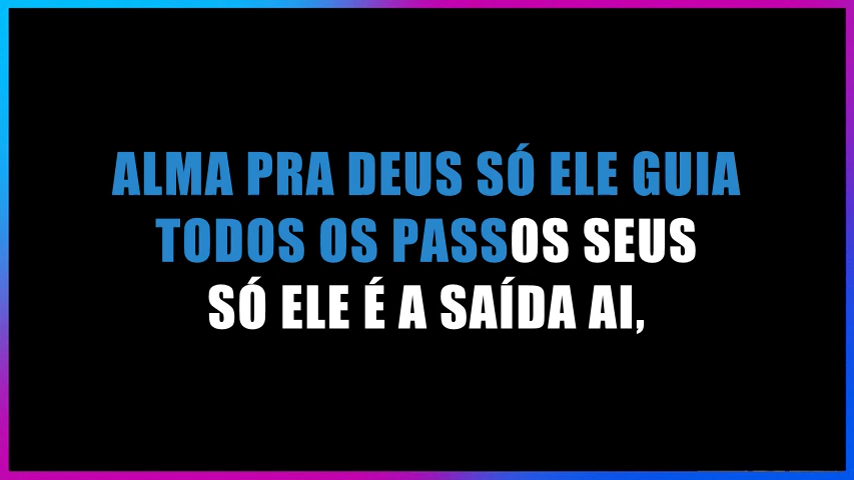 ALMA PRA DEUS SÓ ELE GUIA
TODOS OS PASSOS SEUS
SÓ ELE É A SAÍDA AI,